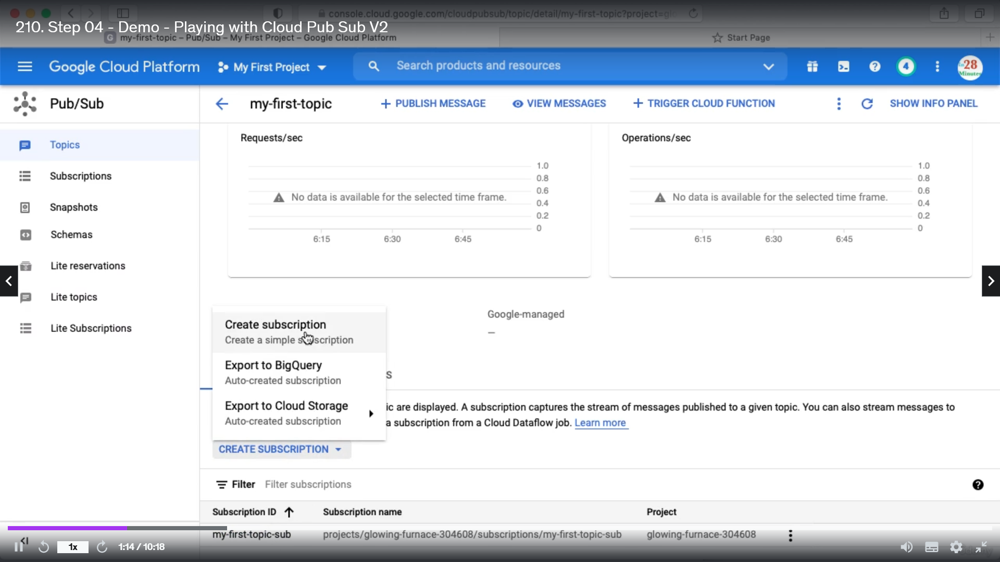 console.cloud.google.com/cloudpubsub/topic/detail/my-first-topic?project=glo
210. Step 04 - Demo - Playing with Cloud Pub Sub V2
G my-first-topic – Pub/Sub – My First Project – Google Cloud Platform
Start Page
Google Cloud Platform
My First Project
Search products and resources
4
in 28 Minutes
Pub/Sub
my-first-topic
PUBLISH MESSAGE
VIEW MESSAGES
TRIGGER CLOUD FUNCTION
SHOW INFO PANEL
Topics
Subscriptions
Snapshots
Schemas
Lite reservations
Lite topics
Lite Subscriptions
Requests/sec
1.0
0.8
0.6
0.4
0.2
0
No data is available for the selected time frame.
6:15 6:30 6:45
Operations/sec
1.0
0.8
0.6
0.4
0.2
0
No data is available for the selected time frame.
6:15 6:30 6:45
Google-managed
—
Create subscription
Create a simple subscription
Export to BigQuery
Auto-created subscription
Export to Cloud Storage
Auto-created subscription
S
ic are displayed. A subscription captures the stream of messages published to a given topic. You can also stream messages to
a subscription from a Cloud Dataflow job. Learn more
CREATE SUBSCRIPTION
Filter Filter subscriptions
Subscription ID Subscription name Project
my-first-topic-sub projects/glowing-furnace-304608/subscriptions/my-first-topic-sub glowing-furnace-304608
1x
1:14 / 10:18